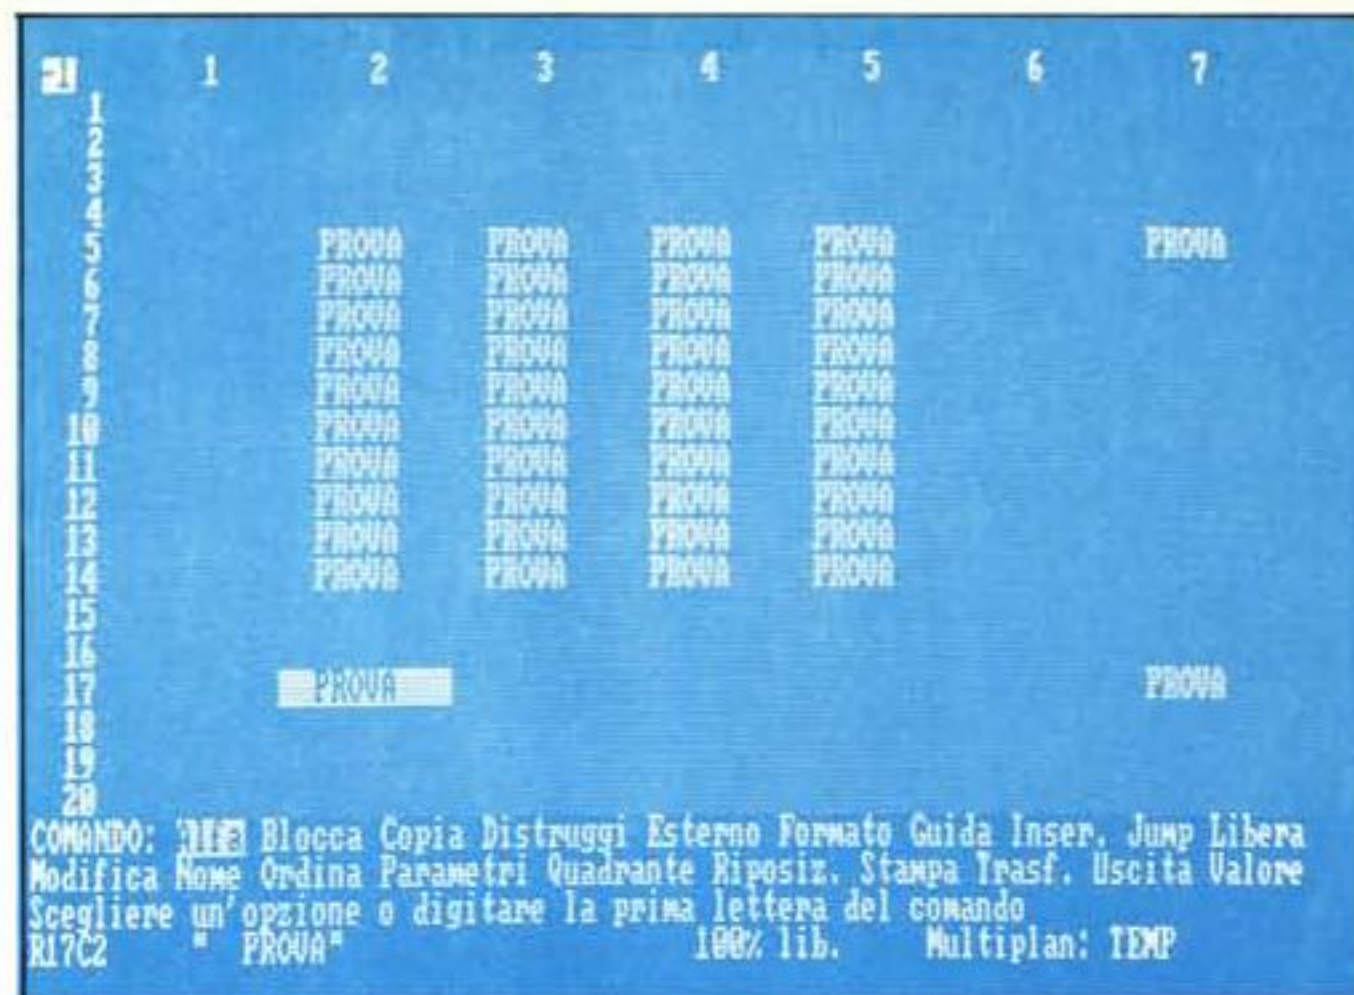 #1 1 2 3 4 5 6 7
1
2
3
4
5 PROVA PROVA PROVA PROVA PROVA
6 PROVA PROVA PROVA PROVA
7 PROVA PROVA PROVA PROVA
8 PROVA PROVA PROVA PROVA
9 PROVA PROVA PROVA PROVA
10 PROVA PROVA PROVA PROVA
11 PROVA PROVA PROVA PROVA
12 PROVA PROVA PROVA PROVA
13 PROVA PROVA PROVA PROVA
14 PROVA PROVA PROVA PROVA
15
16
17 PROVA PROVA
18
19
20
COMANDO: Alfa Blocca Copia Distruggi Esterno Formato Guida Inser. Jump Libera
Modifica Nome Ordina Parametri Quadrante Riposiz. Stampa Trasf. Uscita Valore
Scegliere un'opzione o digitare la prima lettera del comando
R17C2 " PROVA" 100% lib. Multiplan: TEMP